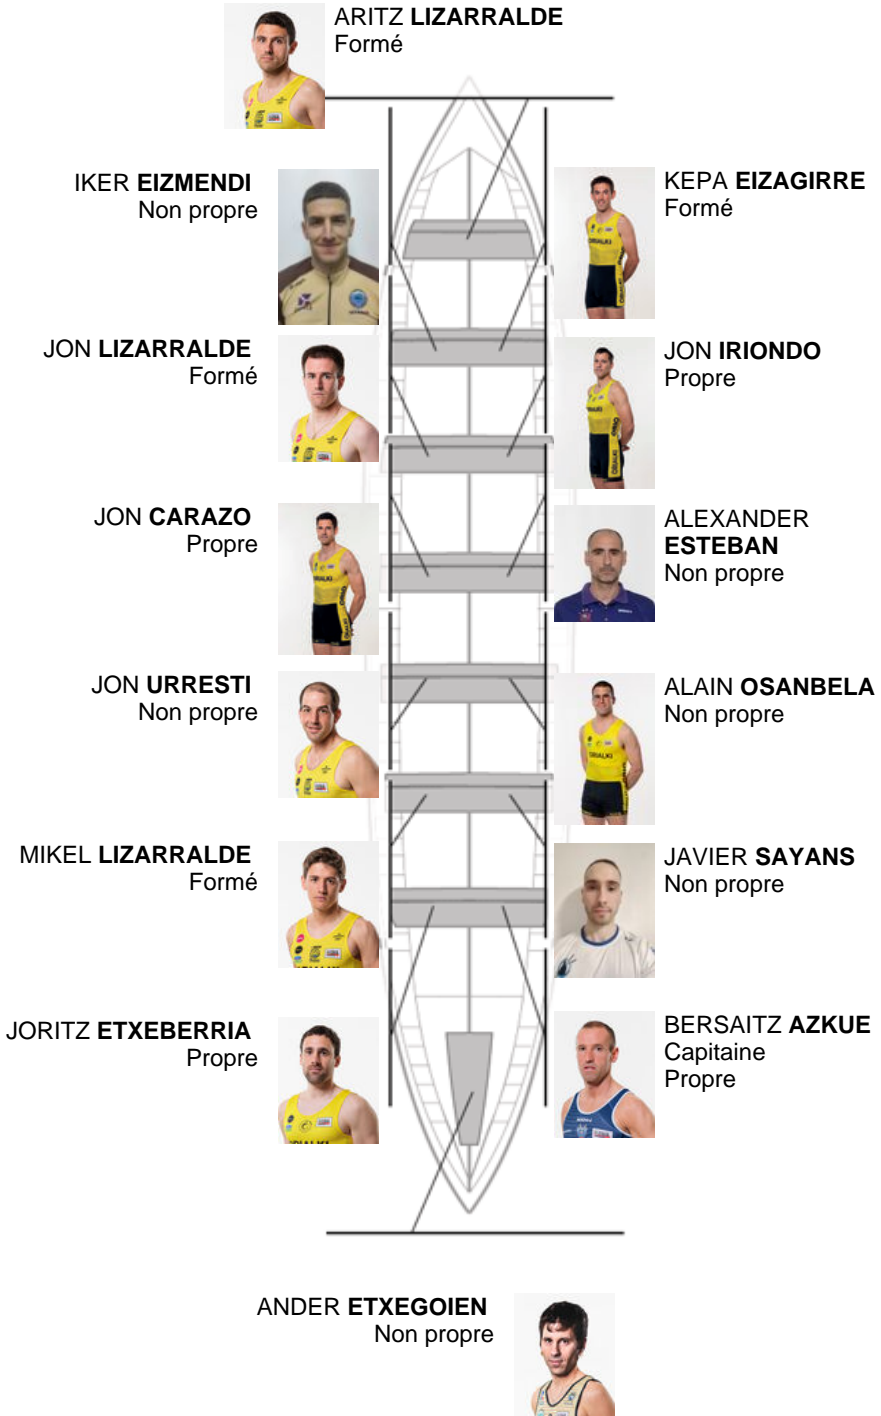 ARITZ LIZARRALDE
Formé
IKER EIZMENDI
Non propre
KEPA EIZAGIRRE
Formé
JON LIZARRALDE
Formé
JON IRIONDO
Propre
JON CARAZO
Propre
ALEXANDER
ESTEBAN
Non propre
JON URRESTI
Non propre
ALAIN OSANBELA
Non propre
MIKEL LIZARRALDE
Formé
JAVIER SAYANS
Non propre
JORITZ ETXEBERRIA
Propre
BERSAITZ AZKUE
Capitaine
Propre
ANDER ETXEGOIEN
Non propre